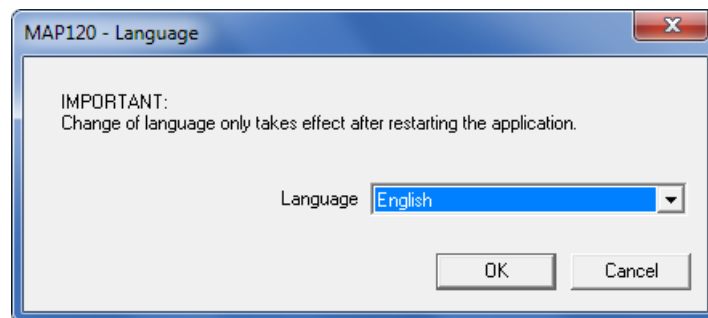 MAP120 - Language
IMPORTANT:
Change of language only takes effect after restarting the application.
Language English
OK Cancel